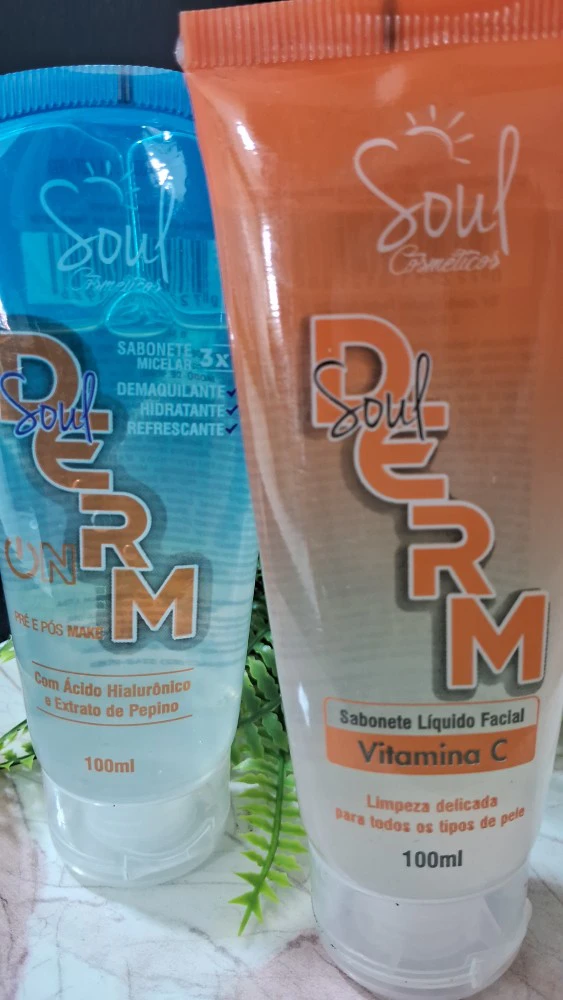 Soul
Cosméticos
SABONETE
MICELAR 3x
DEMAQUILANTE
HIDRATANTE
REFRESCANTE
DERM
Soul
ON
PRÉ E PÓS MAKE
Com Ácido Hialurônico
e Extrato de Pepino
100ml
Soul
Cosméticos
DERM
Soul
Sabonete Líquido Facial
Vitamina C
Limpeza delicada
para todos os tipos de pele
100ml